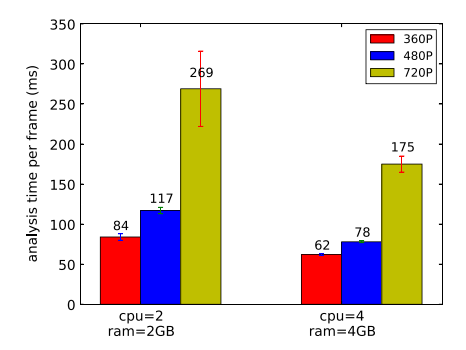 analysis time per frame (ms)
350
300
250
200
150
100
50
0
360P
480P
720P
84
117
269
62
78
175
cpu=2
ram=2GB
cpu=4
ram=4GB